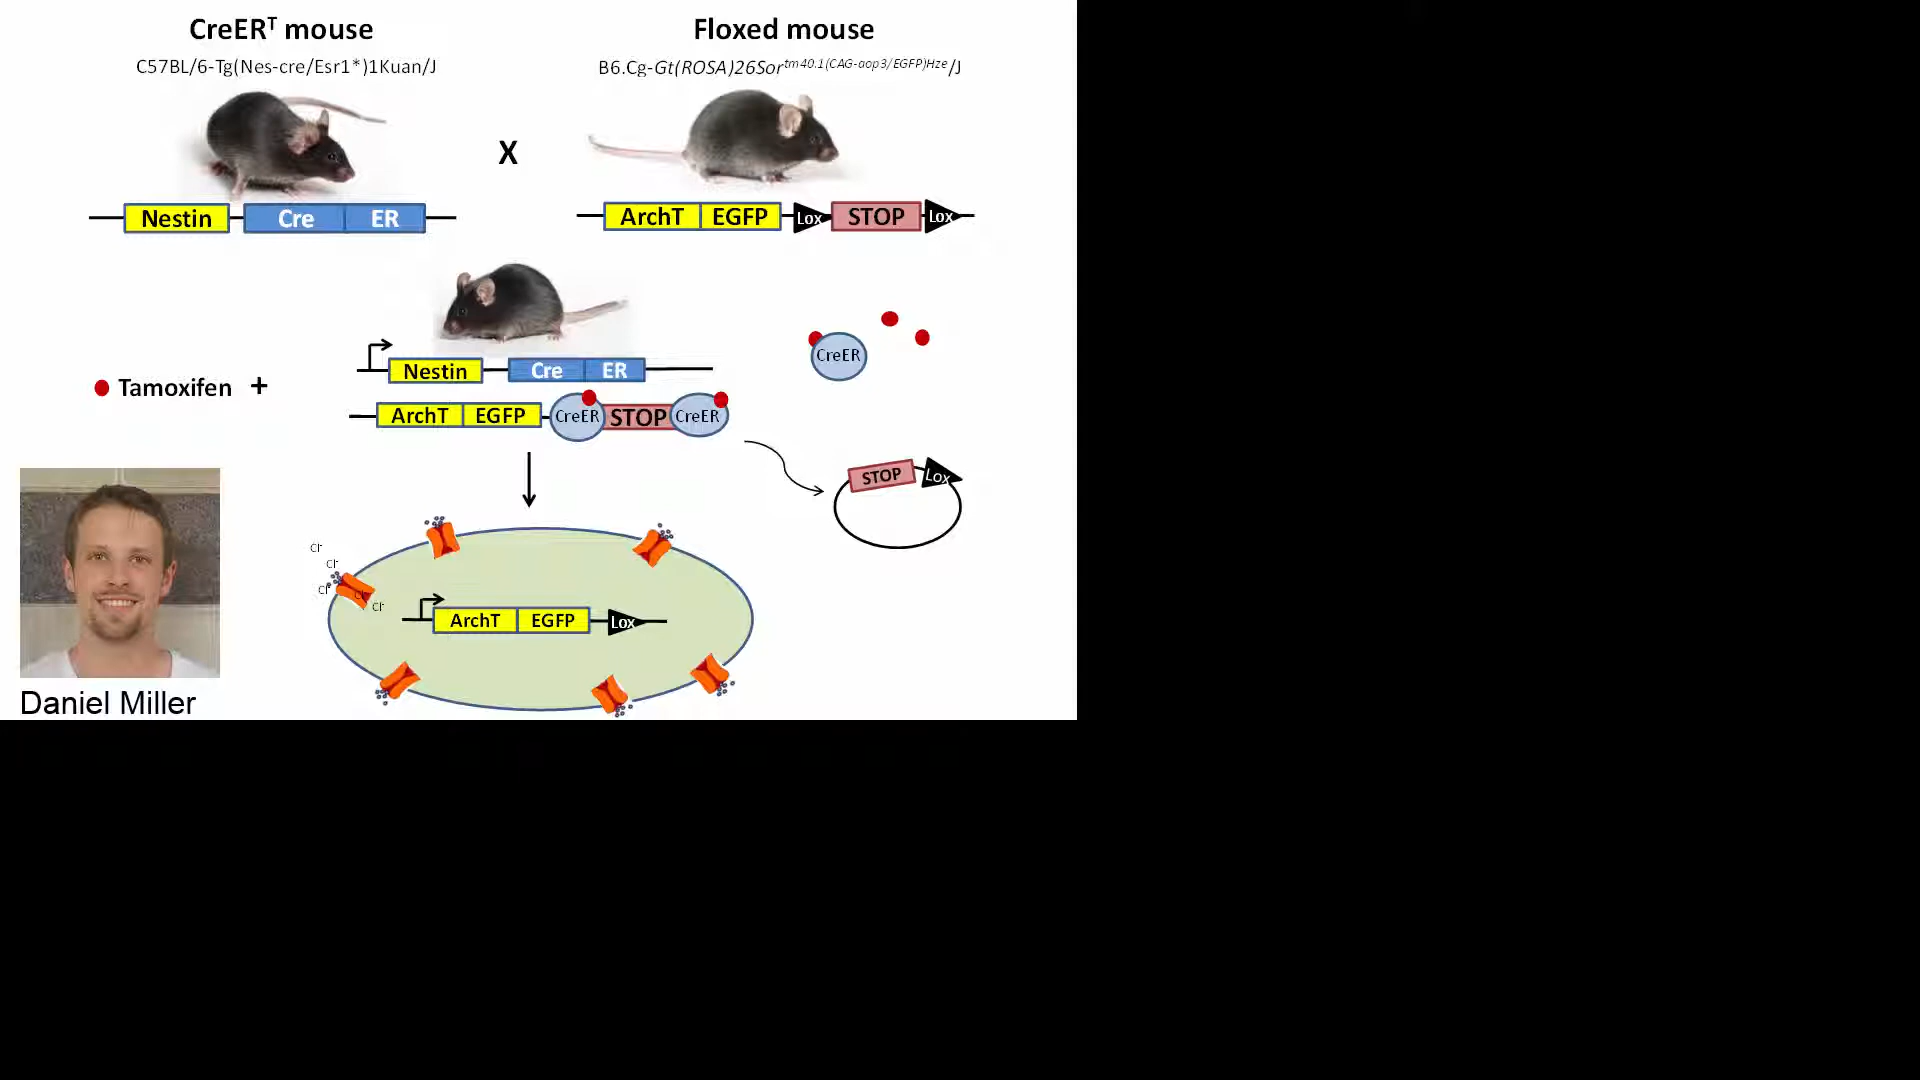 CreERᵀ mouse
Floxed mouse
C57BL/6-Tg(Nes-cre/Esr1*)1Kuan/J
B6.Cg-Gt(ROSA)26Sortm40.1(CAG-aop3/EGFP)Hze/J
X
Nestin Cre ER
ArchT EGFP Lox STOP Lox
CreER
Nestin Cre ER
Tamoxifen +
ArchT EGFP CreER STOP CreER
STOP Lox
Cl-
Cl-
Cl-
Cl-
Cl-
ArchT EGFP Lox
Daniel Miller